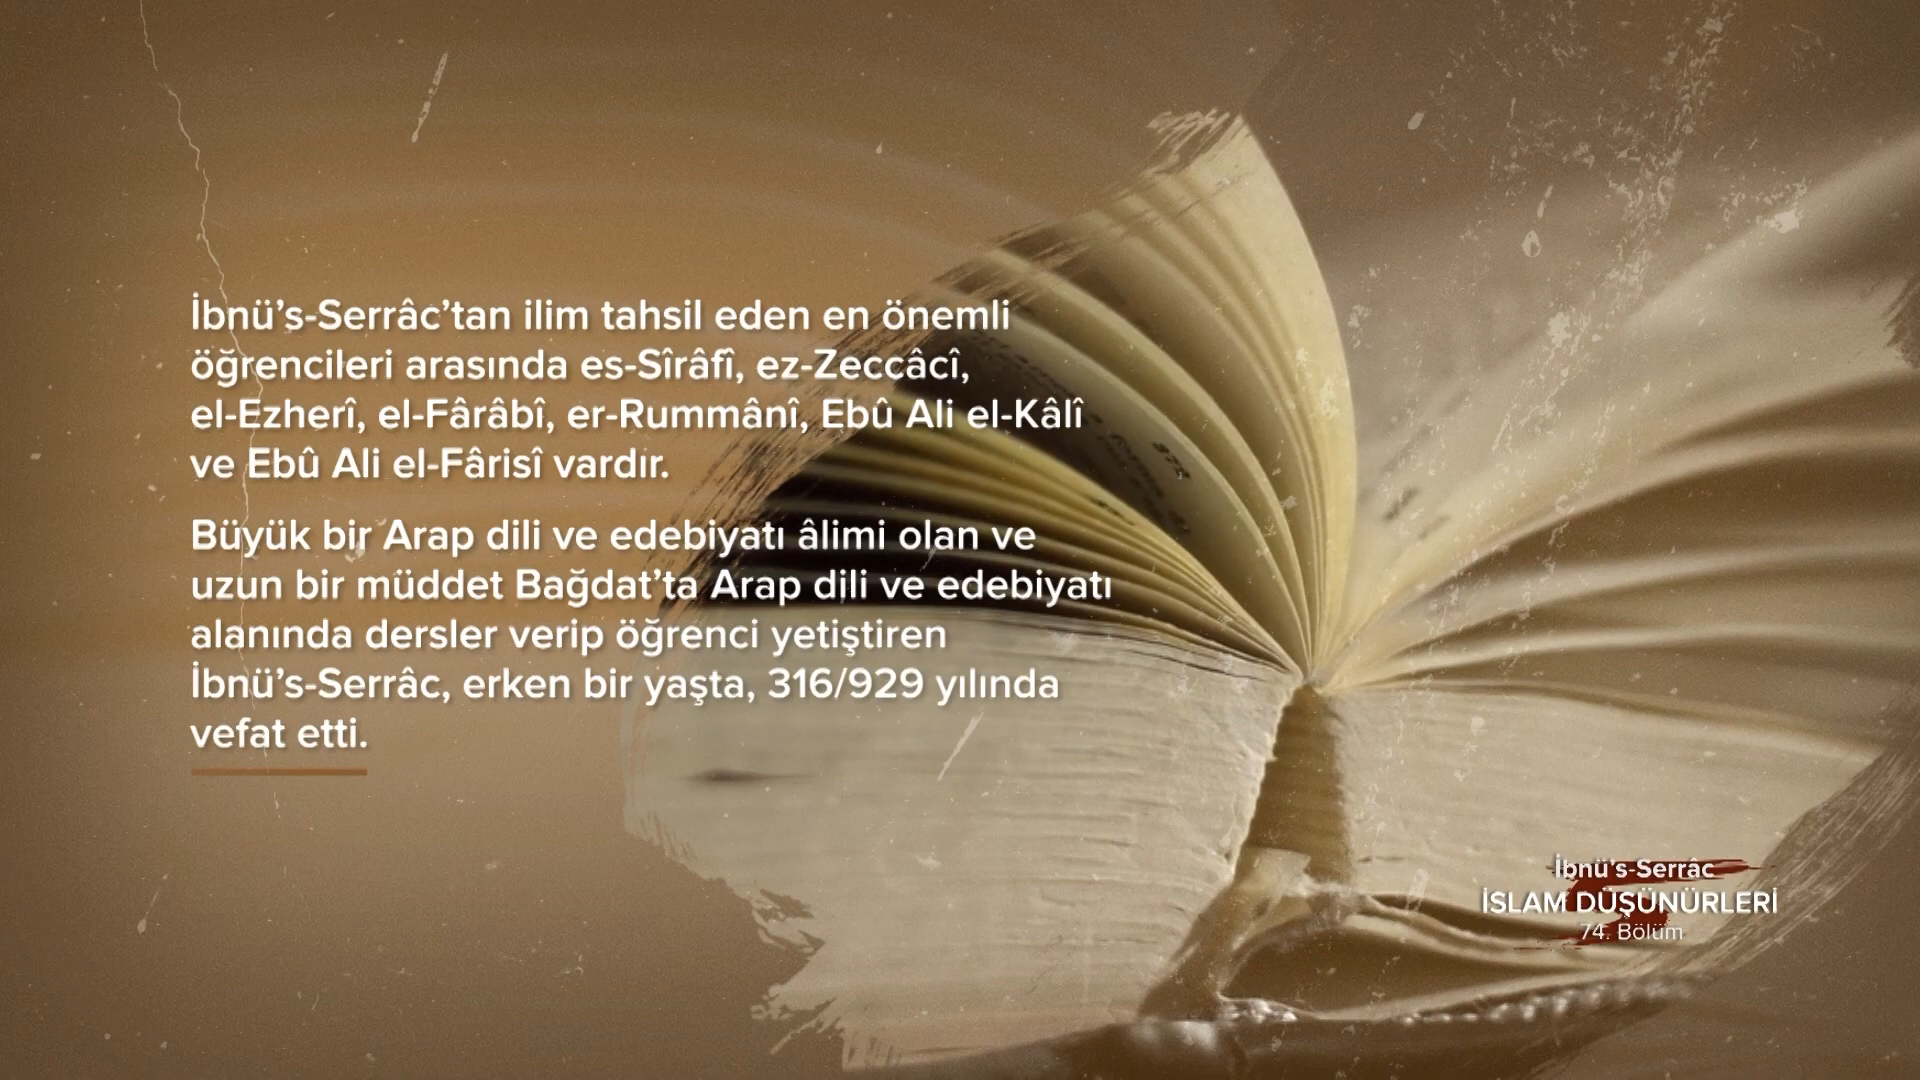 İbnü’s-Serrâc’tan ilim tahsil eden en önemli
öğrencileri arasında es-Sîrâfî, ez-Zeccâcî,
el-Ezherî, el-Fârâbî, er-Rummânî, Ebû Ali el-Kâlî
ve Ebû Ali el-Fârisî vardır.
Büyük bir Arap dili ve edebiyatı âlimi olan ve
uzun bir müddet Bağdat’ta Arap dili ve edebiyatı
alanında dersler verip öğrenci yetiştiren
İbnü’s-Serrâc, erken bir yaşta, 316/929 yılında
vefat etti.
İbnü’s-Serrâc
İSLAM DÜŞÜNÜRLERİ
74. Bölüm